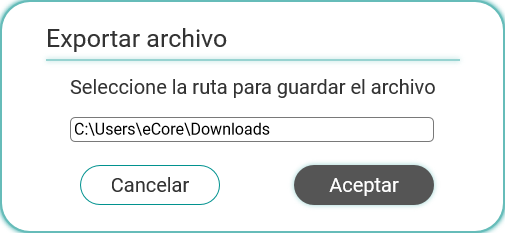 Exportar archivo
Seleccione la ruta para guardar el archivo
C:\Users\eCore\Downloads
Cancelar
Aceptar